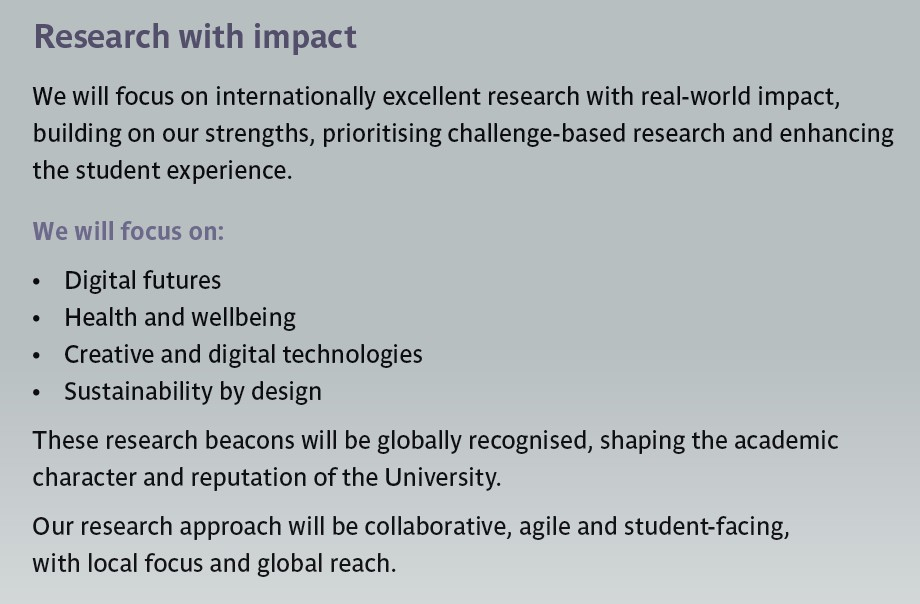 Research with impact
We will focus on internationally excellent research with real-world impact,
building on our strengths, prioritising challenge-based research and enhancing
the student experience.
We will focus on:
• Digital futures
• Health and wellbeing
• Creative and digital technologies
• Sustainability by design
These research beacons will be globally recognised, shaping the academic
character and reputation of the University.
Our research approach will be collaborative, agile and student-facing,
with local focus and global reach.